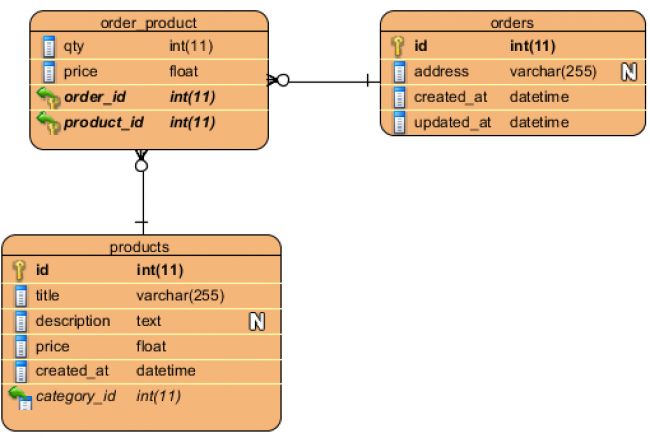 order_product
qty int(11)
price float
order_id int(11)
product_id int(11)
orders
id int(11)
address varchar(255) N
created_at datetime
updated_at datetime
products
id int(11)
title varchar(255)
description text N
price float
created_at datetime
category_id int(11)